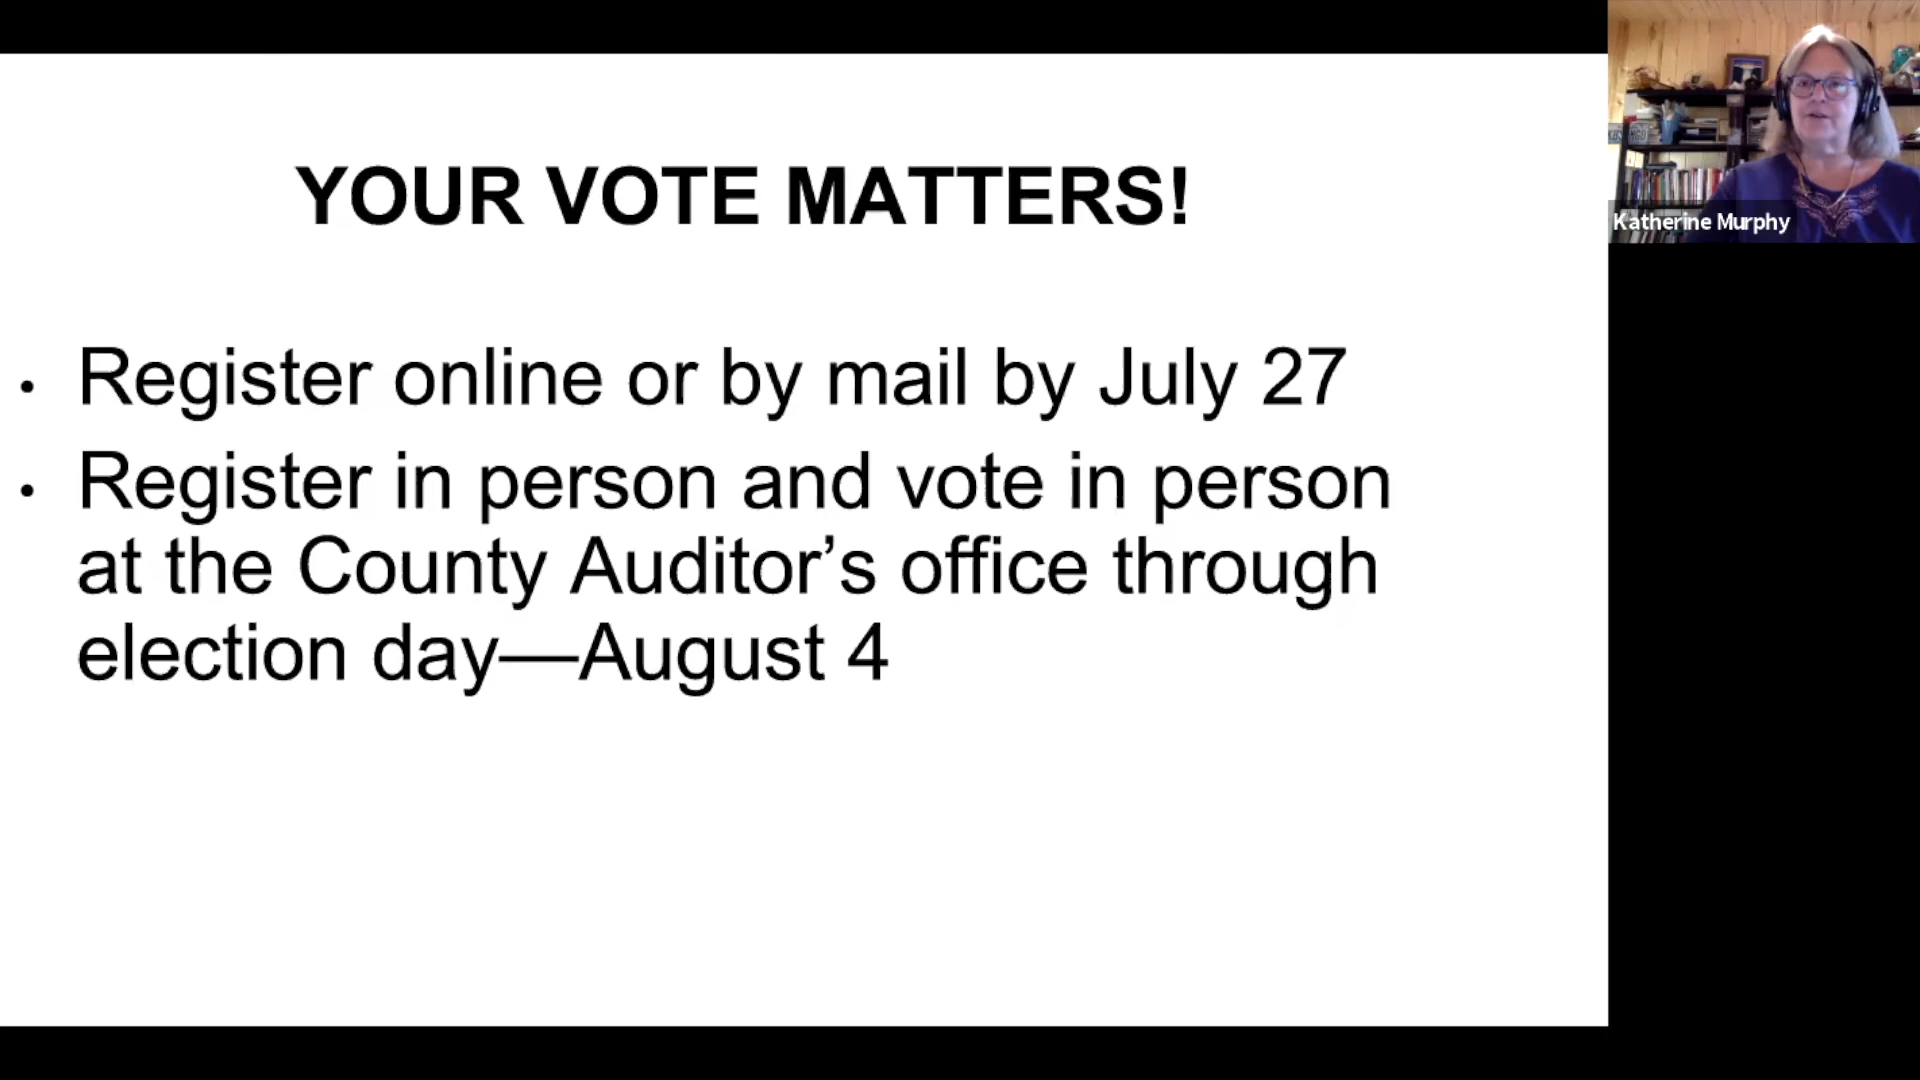 YOUR VOTE MATTERS!
• Register online or by mail by July 27
• Register in person and vote in person
at the County Auditor’s office through
election day—August 4
Katherine Murphy